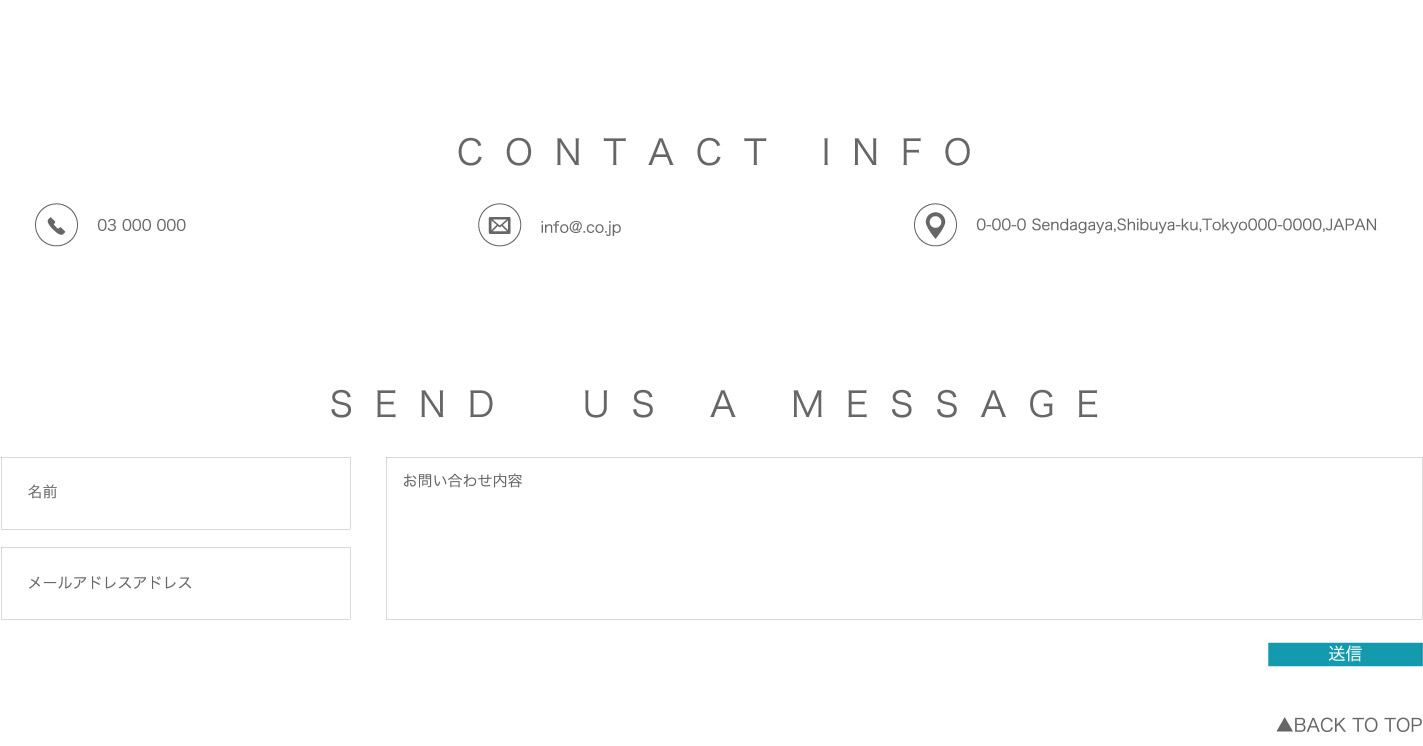 CONTACT INFO
03 000 000
info@.co.jp
0-00-0 Sendagaya,Shibuya-ku,Tokyo000-0000,JAPAN
SEND US A MESSAGE
名前
お問い合わせ内容
メールアドレスアドレス
送信
▲BACK TO TOP